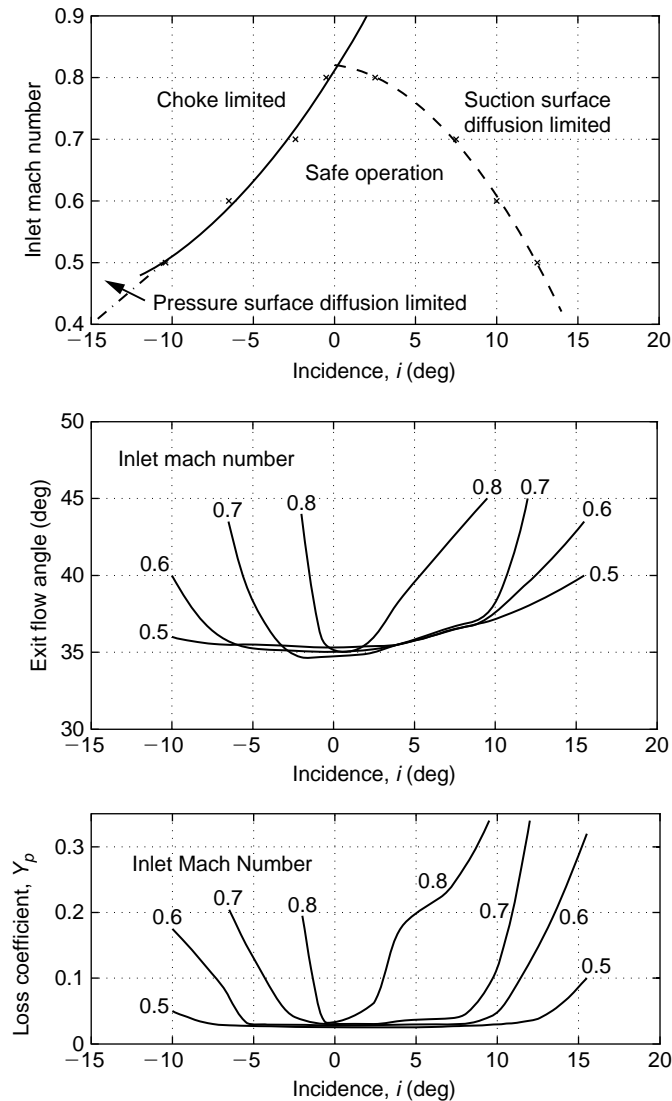 0.9
0.8
0.7
0.6
0.5
0.4
Inlet mach number
Choke limited
Suction surface
diffusion limited
Safe operation
Pressure surface diffusion limited
−15 −10 −5 0 5 10 15 20
Incidence, i (deg)
50
45
40
35
30
Exit flow angle (deg)
Inlet mach number
0.5
0.6
0.7
0.8
0.8
0.7
0.6
0.5
−15 −10 −5 0 5 10 15 20
Incidence, i (deg)
0.3
0.2
0.1
0
Loss coefficient, Yp
Inlet Mach Number
0.5
0.6
0.7
0.8
0.8
0.7
0.6
0.5
−15 −10 −5 0 5 10 15 20
Incidence, i (deg)